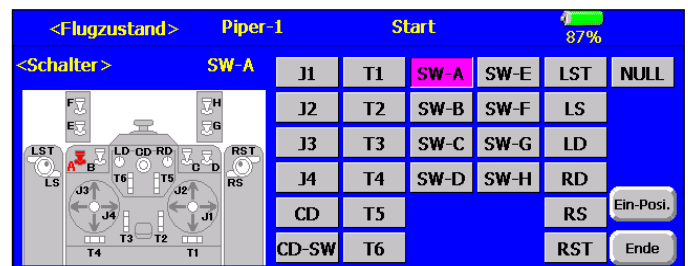 <Flugzustand> Piper-1 Start 87%
<Schalter> SW-A
J1 T1 SW-A SW-E LST NULL
J2 T2 SW-B SW-F LS
J3 T3 SW-C SW-G LD
J4 T4 SW-D SW-H RD
CD T5 RS Ein-Posi.
CD-SW T6 RST Ende
F H
E G
LST A B LD CD RD C D RST
LS T6 T5 RS
J3 J2
J4 J1
T3 T2
T4 T1